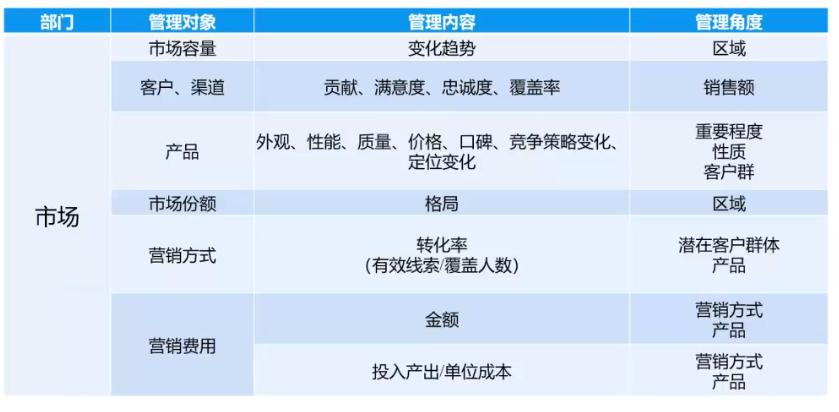 部门 管理对象 管理内容 管理角度
市场
市场容量 变化趋势 区域
客户、渠道 贡献、满意度、忠诚度、覆盖率 销售额
产品
外观、性能、质量、价格、口碑、竞争策略变化、
定位变化
重要程度
性质
客户群
市场份额 格局 区域
营销方式
转化率
（有效线索/覆盖人数）
潜在客户群体
产品
营销费用
金额
营销方式
产品
投入产出/单位成本
营销方式
产品